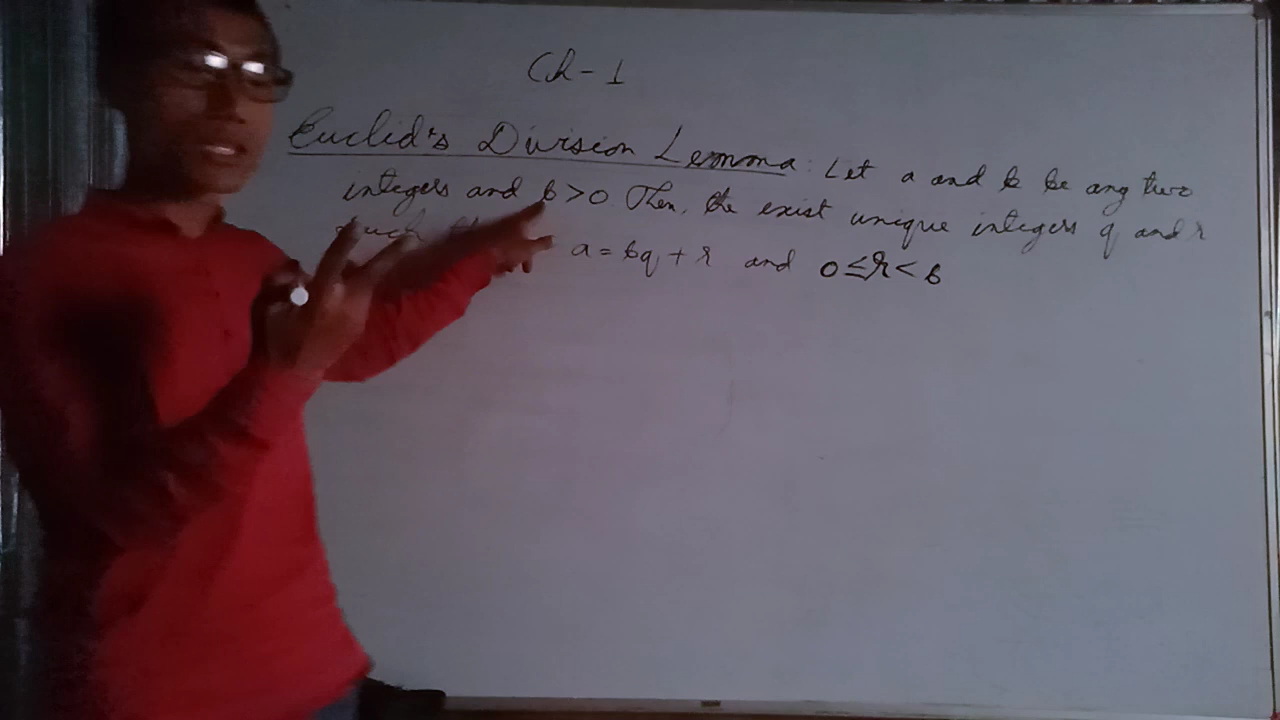 Ch-1
Euclid's Division Lemma: Let a and b be any two
integers and b>0 Then, the exist unique integers q and r
such a = bq + r and 0≤r<b